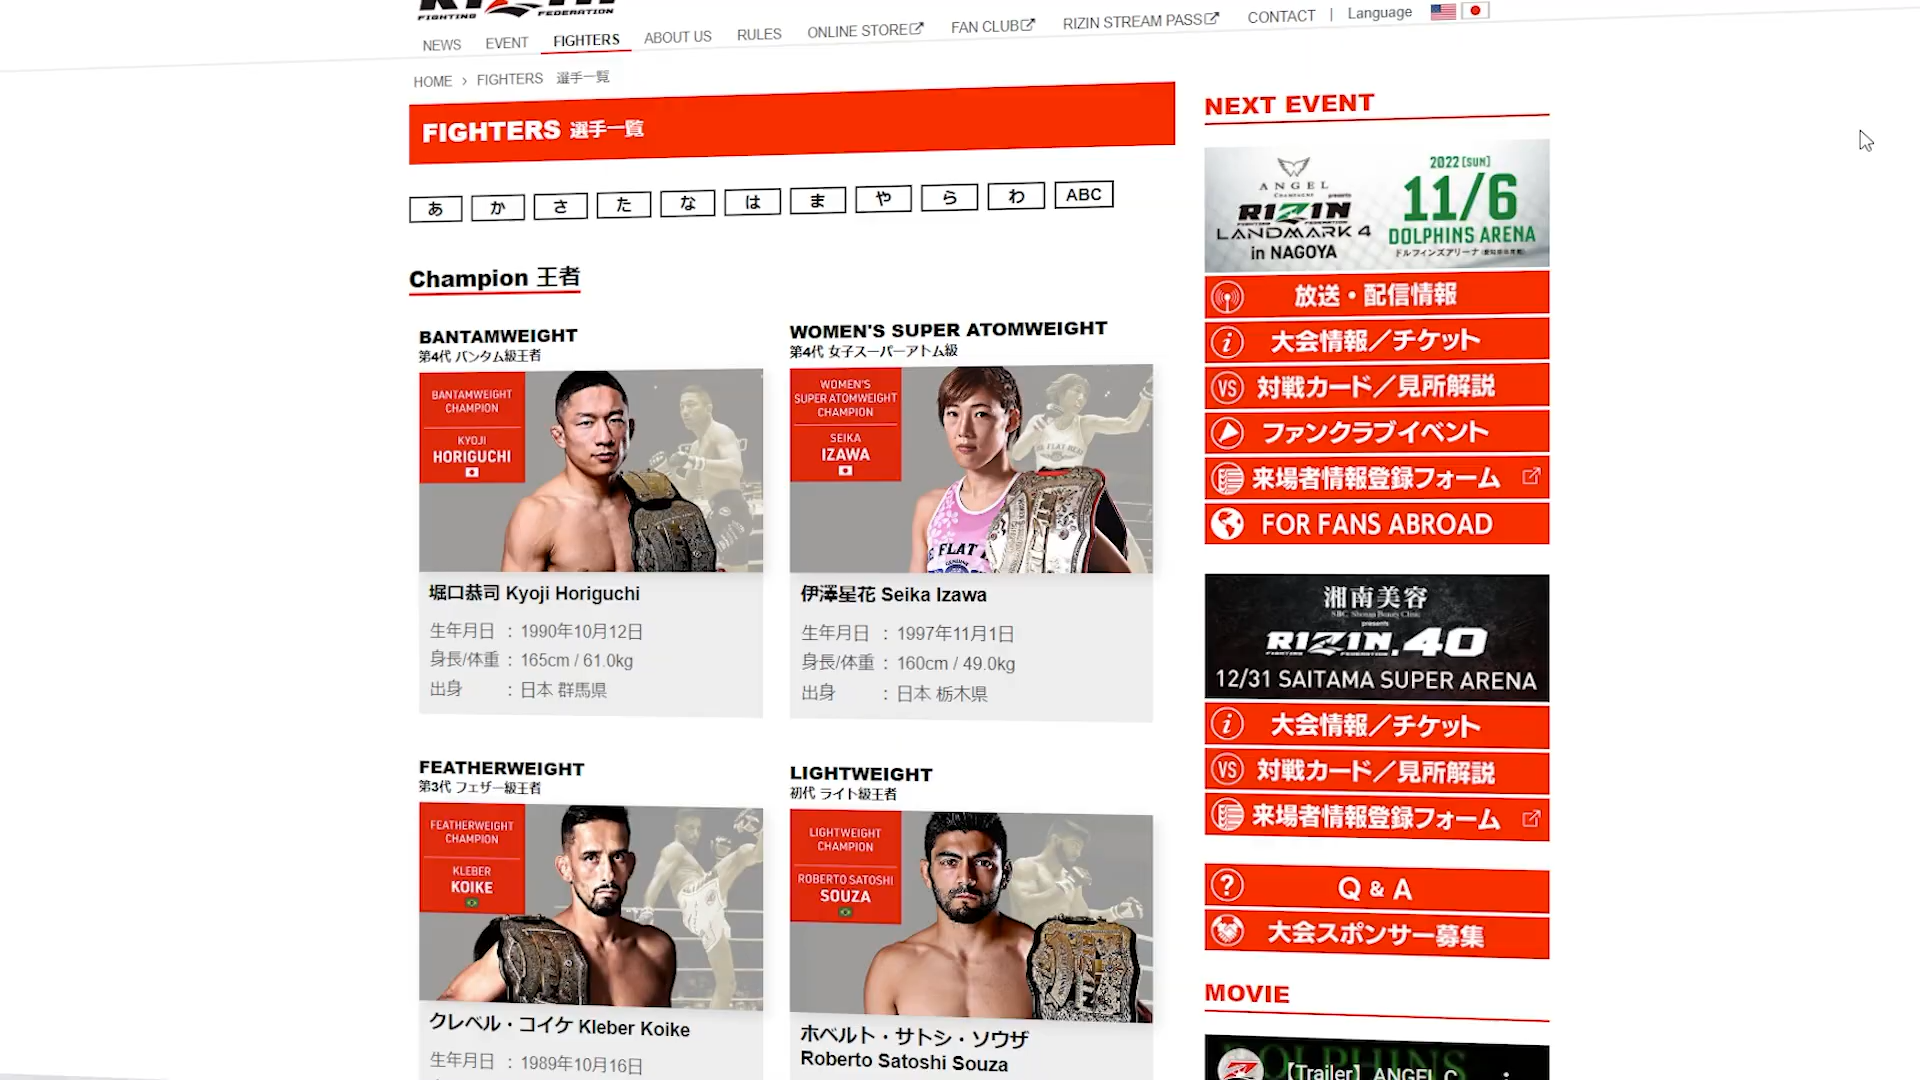 RIZIN
FIGHTING FEDERATION
NEWS
EVENT
FIGHTERS
ABOUT US
RULES
ONLINE STORE
FAN CLUB
RIZIN STREAM PASS
CONTACT
|
Language
HOME › FIGHTERS 選手一覧
FIGHTERS 選手一覧
あ
か
さ
た
な
は
ま
や
ら
わ
ABC
Champion 王者
BANTAMWEIGHT
第4代 バンタム級王者
BANTAMWEIGHT
CHAMPION
KYOJI
HORIGUCHI
堀口恭司 Kyoji Horiguchi
生年月日 : 1990年10月12日
身長/体重 : 165cm / 61.0kg
出身 : 日本 群馬県
WOMEN'S SUPER ATOMWEIGHT
第4代 女子スーパーアトム級
WOMEN'S
SUPER ATOMWEIGHT
CHAMPION
SEIKA
IZAWA
伊澤星花 Seika Izawa
生年月日 : 1997年11月1日
身長/体重 : 160cm / 49.0kg
出身 : 日本 栃木県
FEATHERWEIGHT
第3代 フェザー級王者
FEATHERWEIGHT
CHAMPION
KLEBER
KOIKE
クレベル・コイケ Kleber Koike
生年月日 : 1989年10月16日
LIGHTWEIGHT
初代 ライト級王者
LIGHTWEIGHT
CHAMPION
ROBERTO SATOSHI
SOUZA
ホベルト・サトシ・ソウザ
Roberto Satoshi Souza
NEXT EVENT
ANGEL
CHAMPAGNE
presents
RIZIN
LANDMARK 4
in NAGOYA
2022 [SUN]
11/6
DOLPHINS ARENA
放送・配信情報
大会情報／チケット
VS 対戦カード／見所解説
ファンクラブイベント
来場者情報登録フォーム
FOR FANS ABROAD
湘南美容
SBC Shonan Beauty Clinic
presents
RIZIN.40
12/31 SAITAMA SUPER ARENA
大会情報／チケット
VS 対戦カード／見所解説
来場者情報登録フォーム
Q & A
大会スポンサー募集
MOVIE
DOLPHINS
【Trailer】ANGEL C